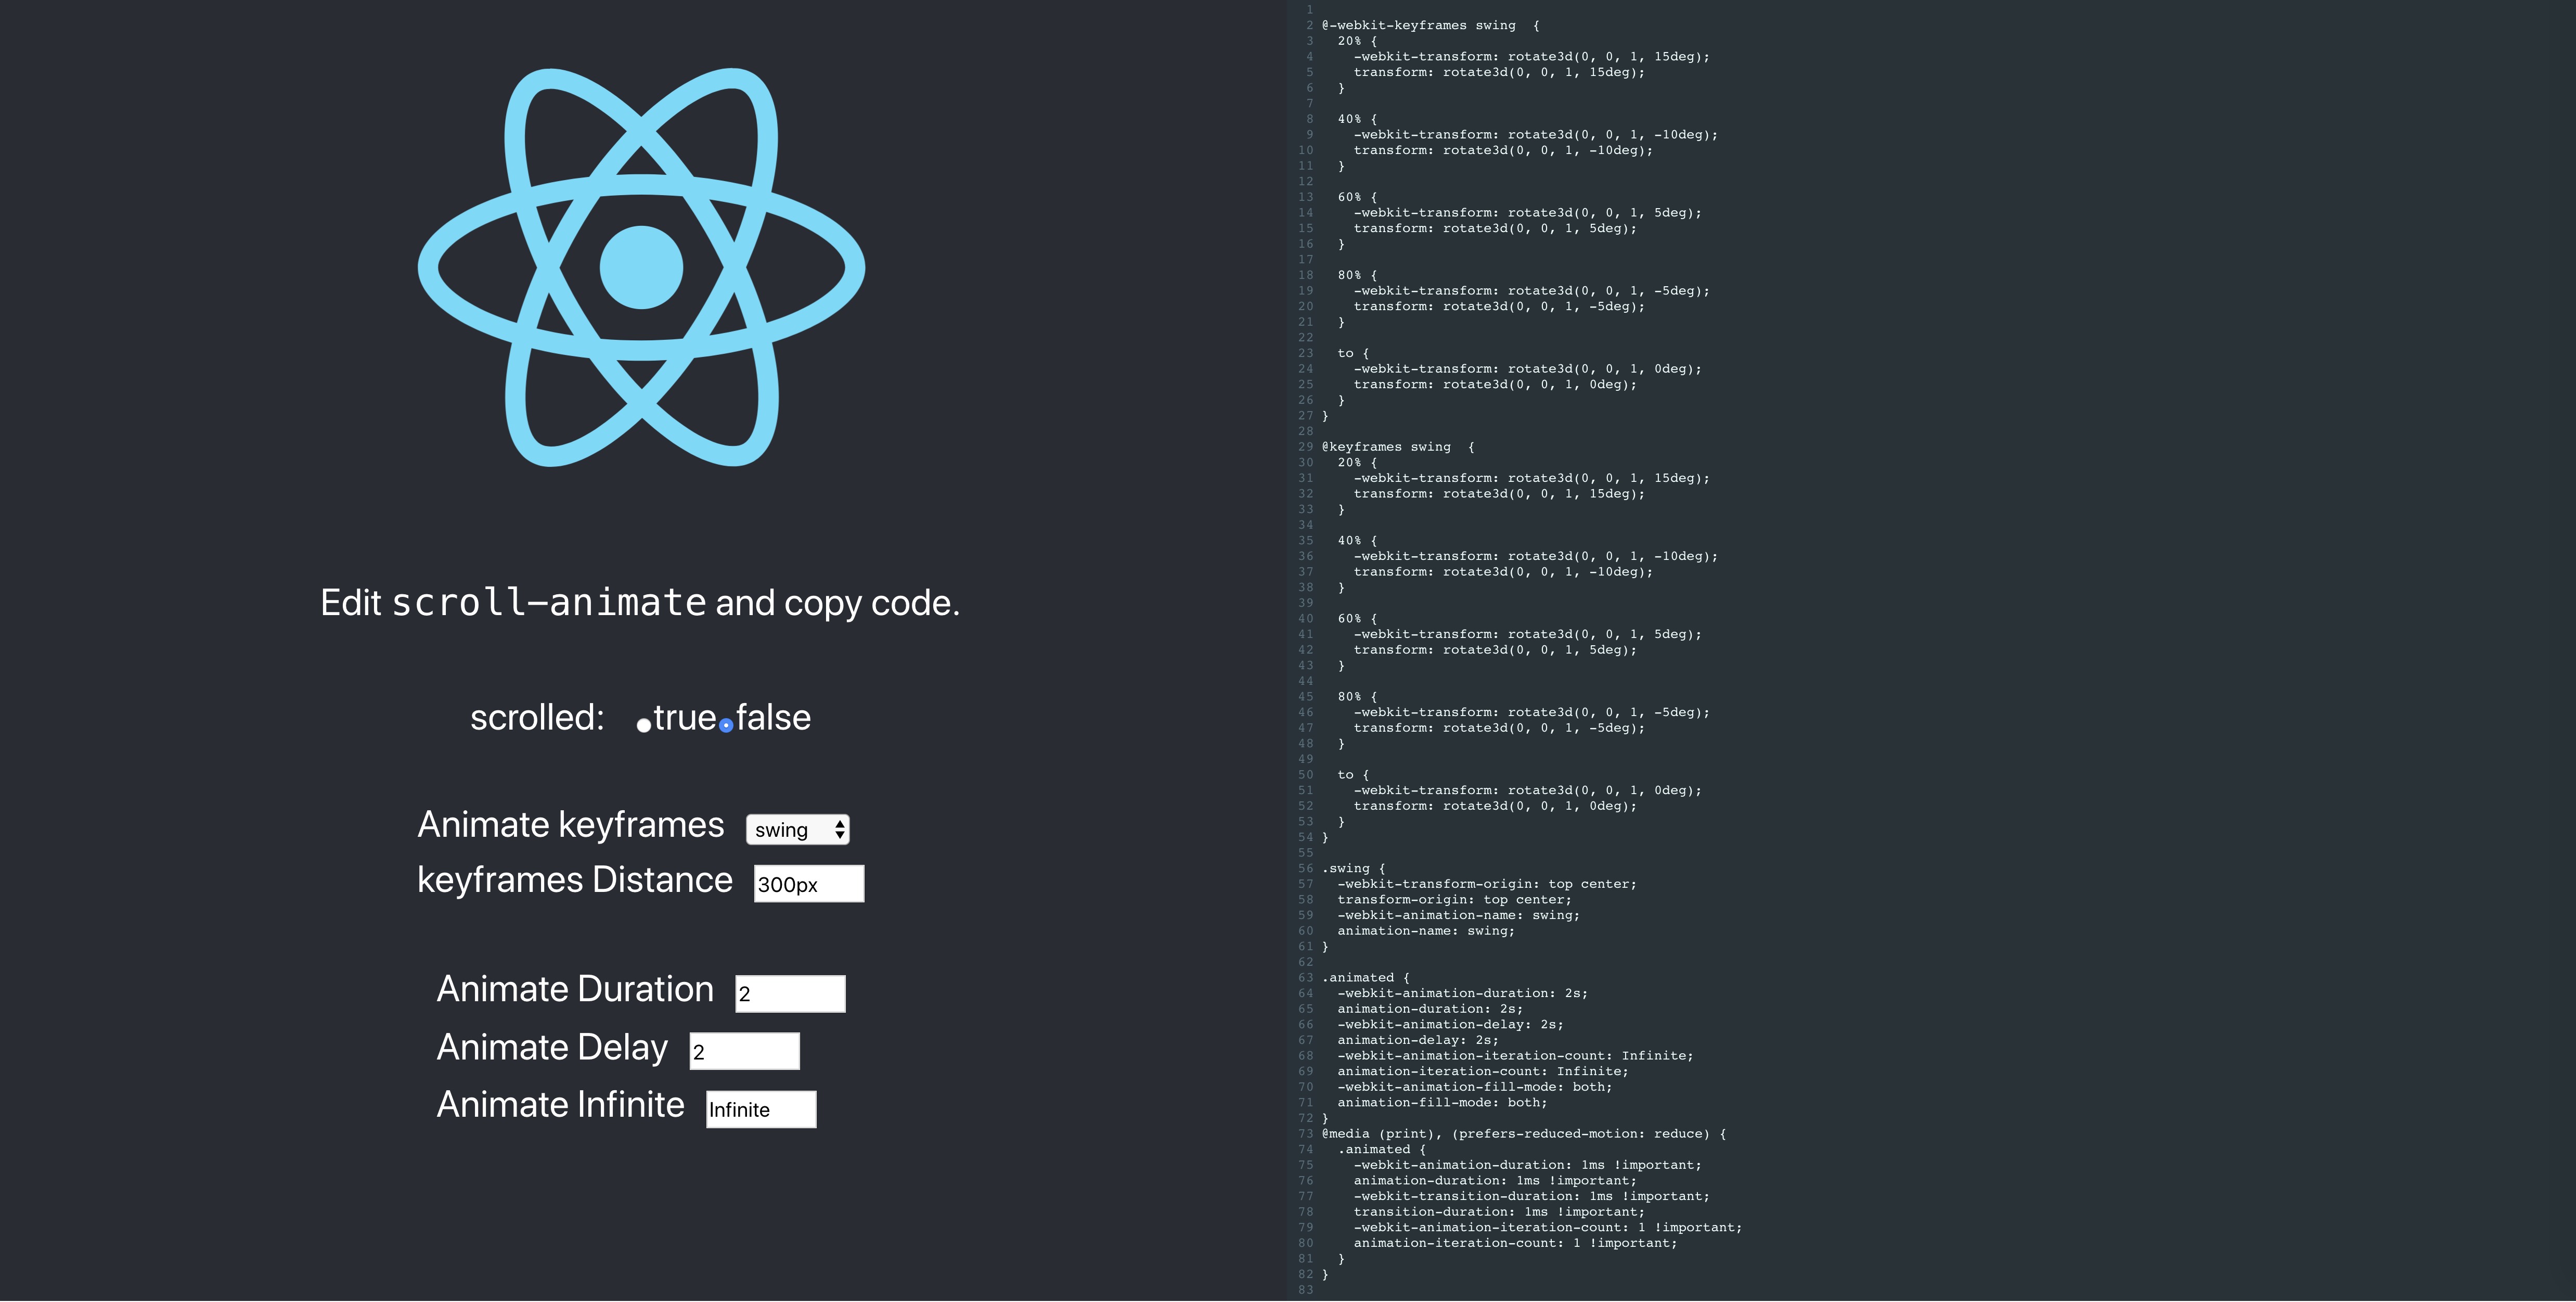 Edit scroll-animate and copy code.
scrolled: true false
Animate keyframes swing
keyframes Distance 300px
Animate Duration 2
Animate Delay 2
Animate Infinite Infinite
1
2 @-webkit-keyframes swing  {
3   20% {
4     -webkit-transform: rotate3d(0, 0, 1, 15deg);
5     transform: rotate3d(0, 0, 1, 15deg);
6   }
7
8   40% {
9     -webkit-transform: rotate3d(0, 0, 1, -10deg);
10     transform: rotate3d(0, 0, 1, -10deg);
11   }
12
13   60% {
14     -webkit-transform: rotate3d(0, 0, 1, 5deg);
15     transform: rotate3d(0, 0, 1, 5deg);
16   }
17
18   80% {
19     -webkit-transform: rotate3d(0, 0, 1, -5deg);
20     transform: rotate3d(0, 0, 1, -5deg);
21   }
22
23   to {
24     -webkit-transform: rotate3d(0, 0, 1, 0deg);
25     transform: rotate3d(0, 0, 1, 0deg);
26   }
27 }
28
29 @keyframes swing  {
30   20% {
31     -webkit-transform: rotate3d(0, 0, 1, 15deg);
32     transform: rotate3d(0, 0, 1, 15deg);
33   }
34
35   40% {
36     -webkit-transform: rotate3d(0, 0, 1, -10deg);
37     transform: rotate3d(0, 0, 1, -10deg);
38   }
39
40   60% {
41     -webkit-transform: rotate3d(0, 0, 1, 5deg);
42     transform: rotate3d(0, 0, 1, 5deg);
43   }
44
45   80% {
46     -webkit-transform: rotate3d(0, 0, 1, -5deg);
47     transform: rotate3d(0, 0, 1, -5deg);
48   }
49
50   to {
51     -webkit-transform: rotate3d(0, 0, 1, 0deg);
52     transform: rotate3d(0, 0, 1, 0deg);
53   }
54 }
55
56 .swing {
57   -webkit-transform-origin: top center;
58   transform-origin: top center;
59   -webkit-animation-name: swing;
60   animation-name: swing;
61 }
62
63 .animated {
64   -webkit-animation-duration: 2s;
65   animation-duration: 2s;
66   -webkit-animation-delay: 2s;
67   animation-delay: 2s;
68   -webkit-animation-iteration-count: Infinite;
69   animation-iteration-count: Infinite;
70   -webkit-animation-fill-mode: both;
71   animation-fill-mode: both;
72 }
73 @media (print), (prefers-reduced-motion: reduce) {
74   .animated {
75     -webkit-animation-duration: 1ms !important;
76     animation-duration: 1ms !important;
77     -webkit-transition-duration: 1ms !important;
78     transition-duration: 1ms !important;
79     -webkit-animation-iteration-count: 1 !important;
80     animation-iteration-count: 1 !important;
81   }
82 }
83